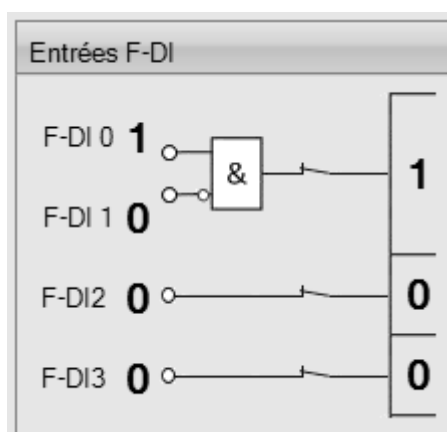 Entrées F-DI
F-DI 0 1
&
1
F-DI 1 0
F-DI2 0
0
F-DI3 0
0